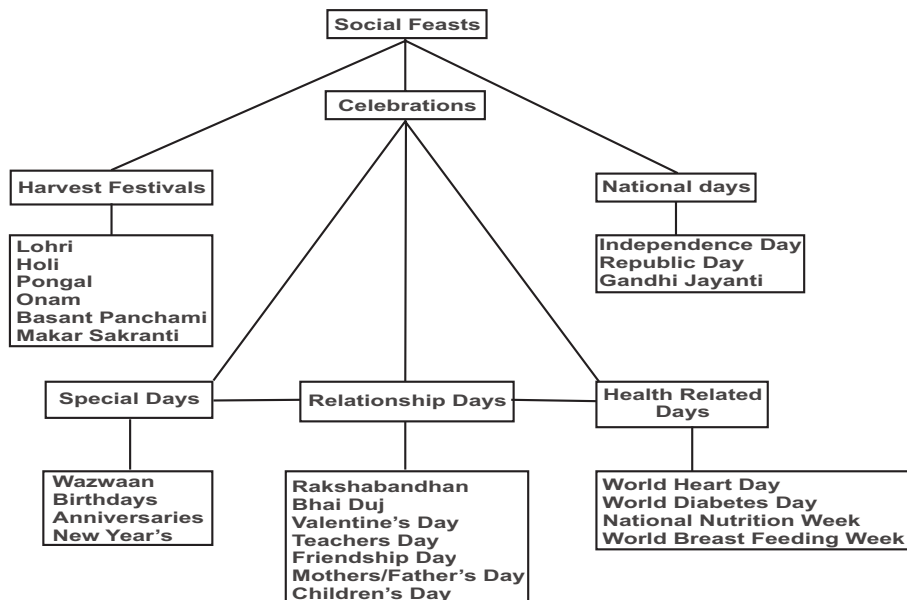 Social Feasts
Celebrations
Harvest Festivals
National days
Lohri
Holi
Pongal
Onam
Basant Panchami
Makar Sakranti
Independence Day
Republic Day
Gandhi Jayanti
Special Days
Relationship Days
Health Related
Days
Wazwaan
Birthdays
Anniversaries
New Year's
Rakshabandhan
Bhai Duj
Valentine's Day
Teachers Day
Friendship Day
Mothers/Father's Day
Children's Day
World Heart Day
World Diabetes Day
National Nutrition Week
World Breast Feeding Week